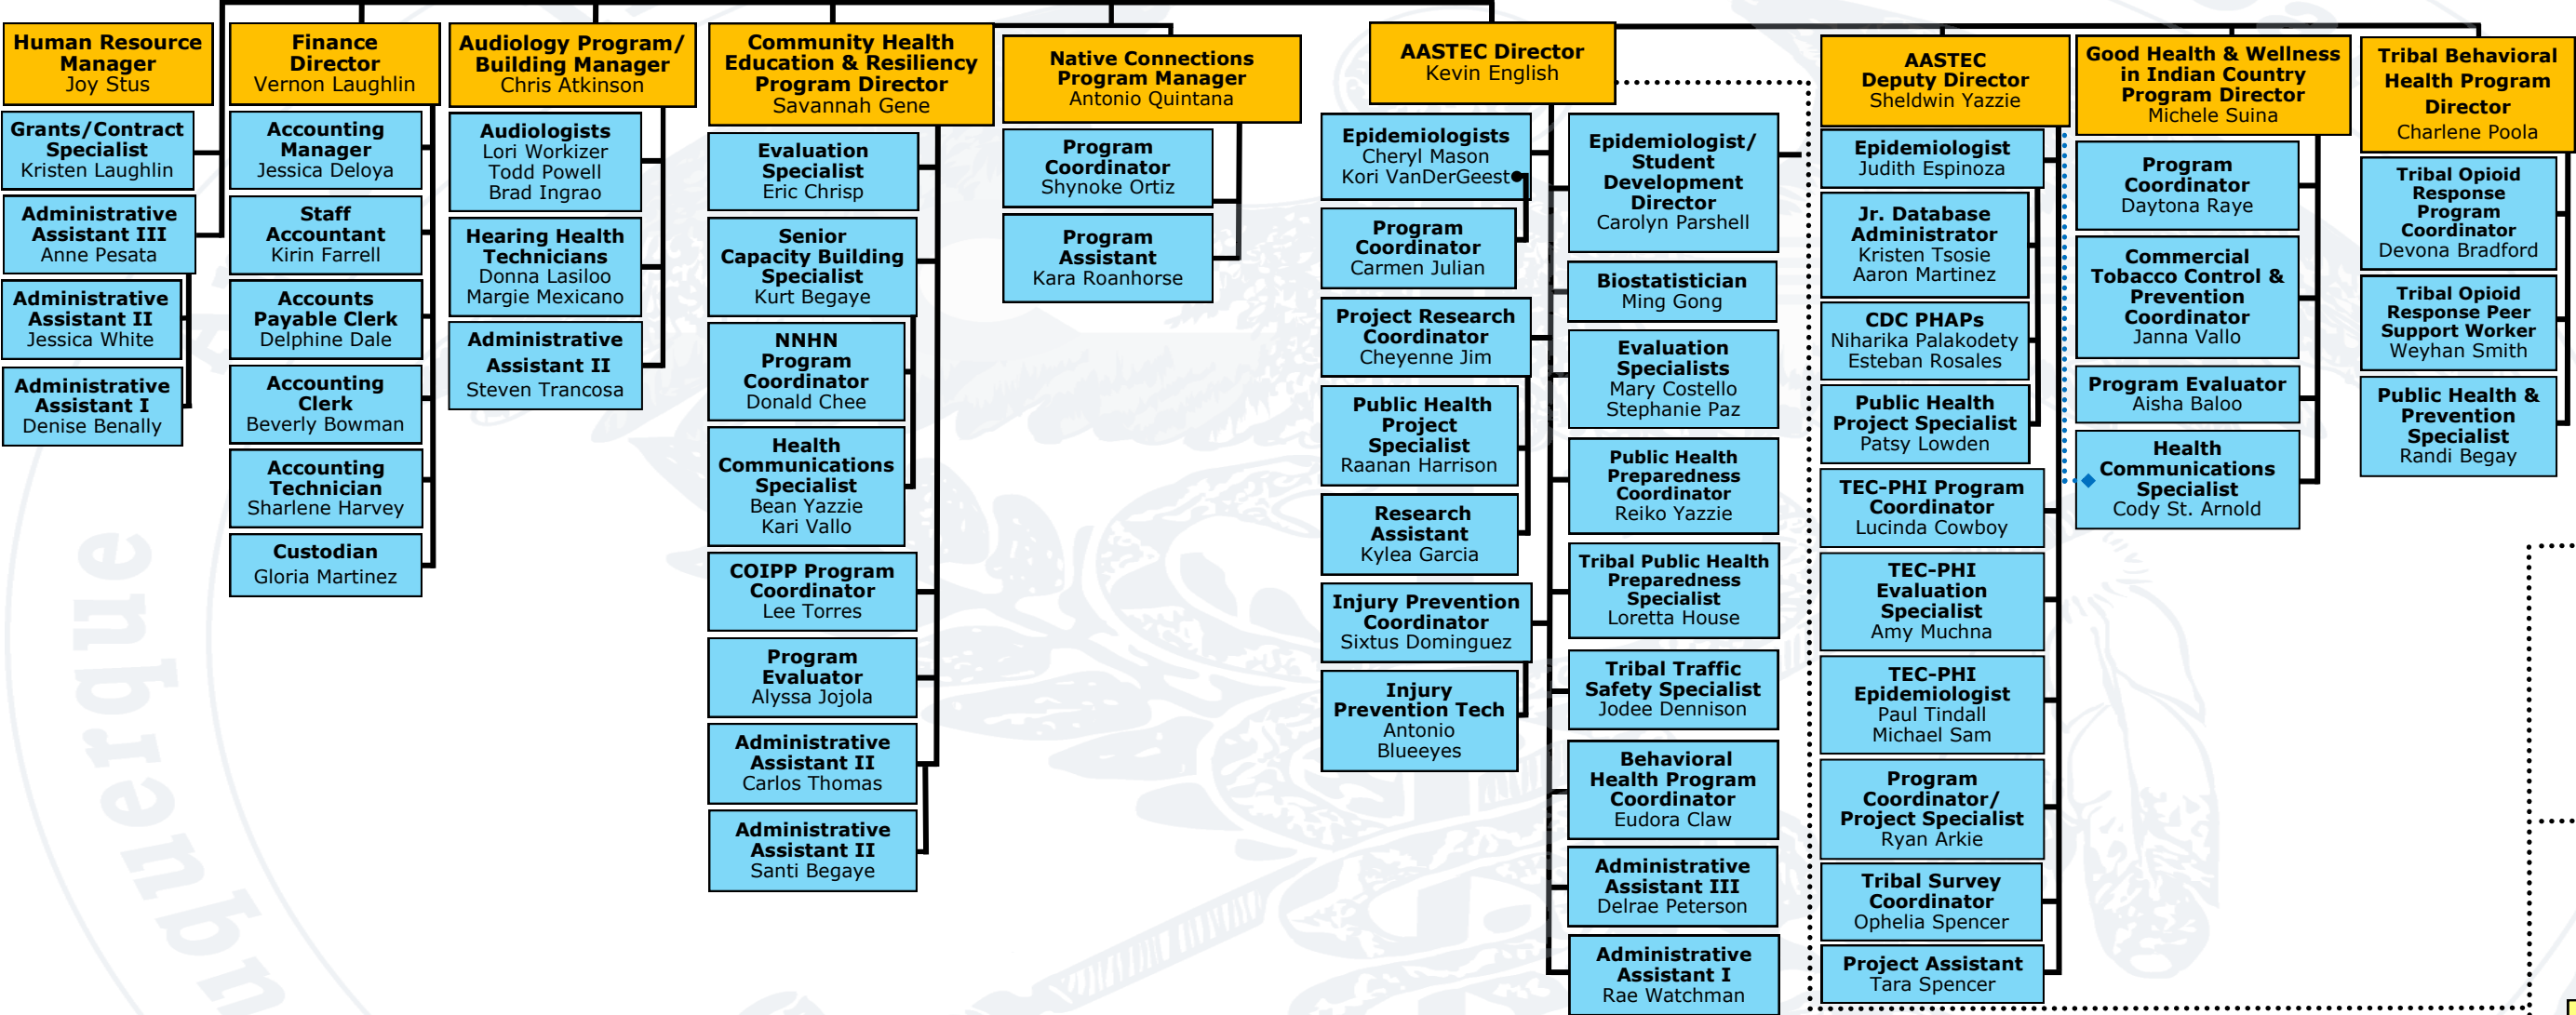 Human Resource
Manager
Joy Stus
Grants/Contract
Specialist
Kristen Laughlin
Administrative
Assistant III
Anne Pesata
Administrative
Assistant II
Jessica White
Administrative
Assistant I
Denise Benally
Finance
Director
Vernon Laughlin
Accounting
Manager
Jessica Deloya
Staff
Accountant
Kirin Farrell
Accounts
Payable Clerk
Delphine Dale
Accounting
Clerk
Beverly Bowman
Accounting
Technician
Sharlene Harvey
Custodian
Gloria Martinez
Audiology Program/
Building Manager
Chris Atkinson
Audiologists
Lori Workizer
Todd Powell
Brad Ingrao
Hearing Health
Technicians
Donna Lasiloo
Margie Mexicano
Administrative
Assistant II
Steven Trancosa
Community Health
Education & Resiliency
Program Director
Savannah Gene
Evaluation
Specialist
Eric Chrisp
Senior
Capacity Building
Specialist
Kurt Begaye
NNHN
Program
Coordinator
Donald Chee
Health
Communications
Specialist
Bean Yazzie
Kari Vallo
COIPP Program
Coordinator
Lee Torres
Program
Evaluator
Alyssa Jojola
Administrative
Assistant II
Carlos Thomas
Administrative
Assistant II
Santi Begaye
Native Connections
Program Manager
Antonio Quintana
Program
Coordinator
Shynoke Ortiz
Program
Assistant
Kara Roanhorse
AASTEC Director
Kevin English
Epidemiologists
Cheryl Mason
Kori VanDerGeest
Program
Coordinator
Carmen Julian
Project Research
Coordinator
Cheyenne Jim
Public Health
Project
Specialist
Raanan Harrison
Research
Assistant
Kylea Garcia
Injury Prevention
Coordinator
Sixtus Dominguez
Injury
Prevention Tech
Antonio
Blueeyes
Epidemiologist/
Student
Development
Director
Carolyn Parshell
Biostatistician
Ming Gong
Evaluation
Specialists
Mary Costello
Stephanie Paz
Public Health
Preparedness
Coordinator
Reiko Yazzie
Tribal Public Health
Preparedness
Specialist
Loretta House
Tribal Traffic
Safety Specialist
Jodee Dennison
Behavioral
Health Program
Coordinator
Eudora Claw
Administrative
Assistant III
Delrae Peterson
Administrative
Assistant I
Rae Watchman
AASTEC
Deputy Director
Sheldwin Yazzie
Epidemiologist
Judith Espinoza
Jr. Database
Administrator
Kristen Tsosie
Aaron Martinez
CDC PHAPs
Niharika Palakodety
Esteban Rosales
Public Health
Project Specialist
Patsy Lowden
TEC-PHI Program
Coordinator
Lucinda Cowboy
TEC-PHI
Evaluation
Specialist
Amy Muchna
TEC-PHI
Epidemiologist
Paul Tindall
Michael Sam
Program
Coordinator/
Project Specialist
Ryan Arkie
Tribal Survey
Coordinator
Ophelia Spencer
Project Assistant
Tara Spencer
Good Health & Wellness
in Indian Country
Program Director
Michele Suina
Program
Coordinator
Daytona Raye
Commercial
Tobacco Control &
Prevention
Coordinator
Janna Vallo
Program Evaluator
Aisha Baloo
Health
Communications
Specialist
Cody St. Arnold
Tribal Behavioral
Health Program
Director
Charlene Poola
Tribal Opioid
Response
Program
Coordinator
Devona Bradford
Tribal Opioid
Response Peer
Support Worker
Weyhan Smith
Public Health &
Prevention
Specialist
Randi Begay